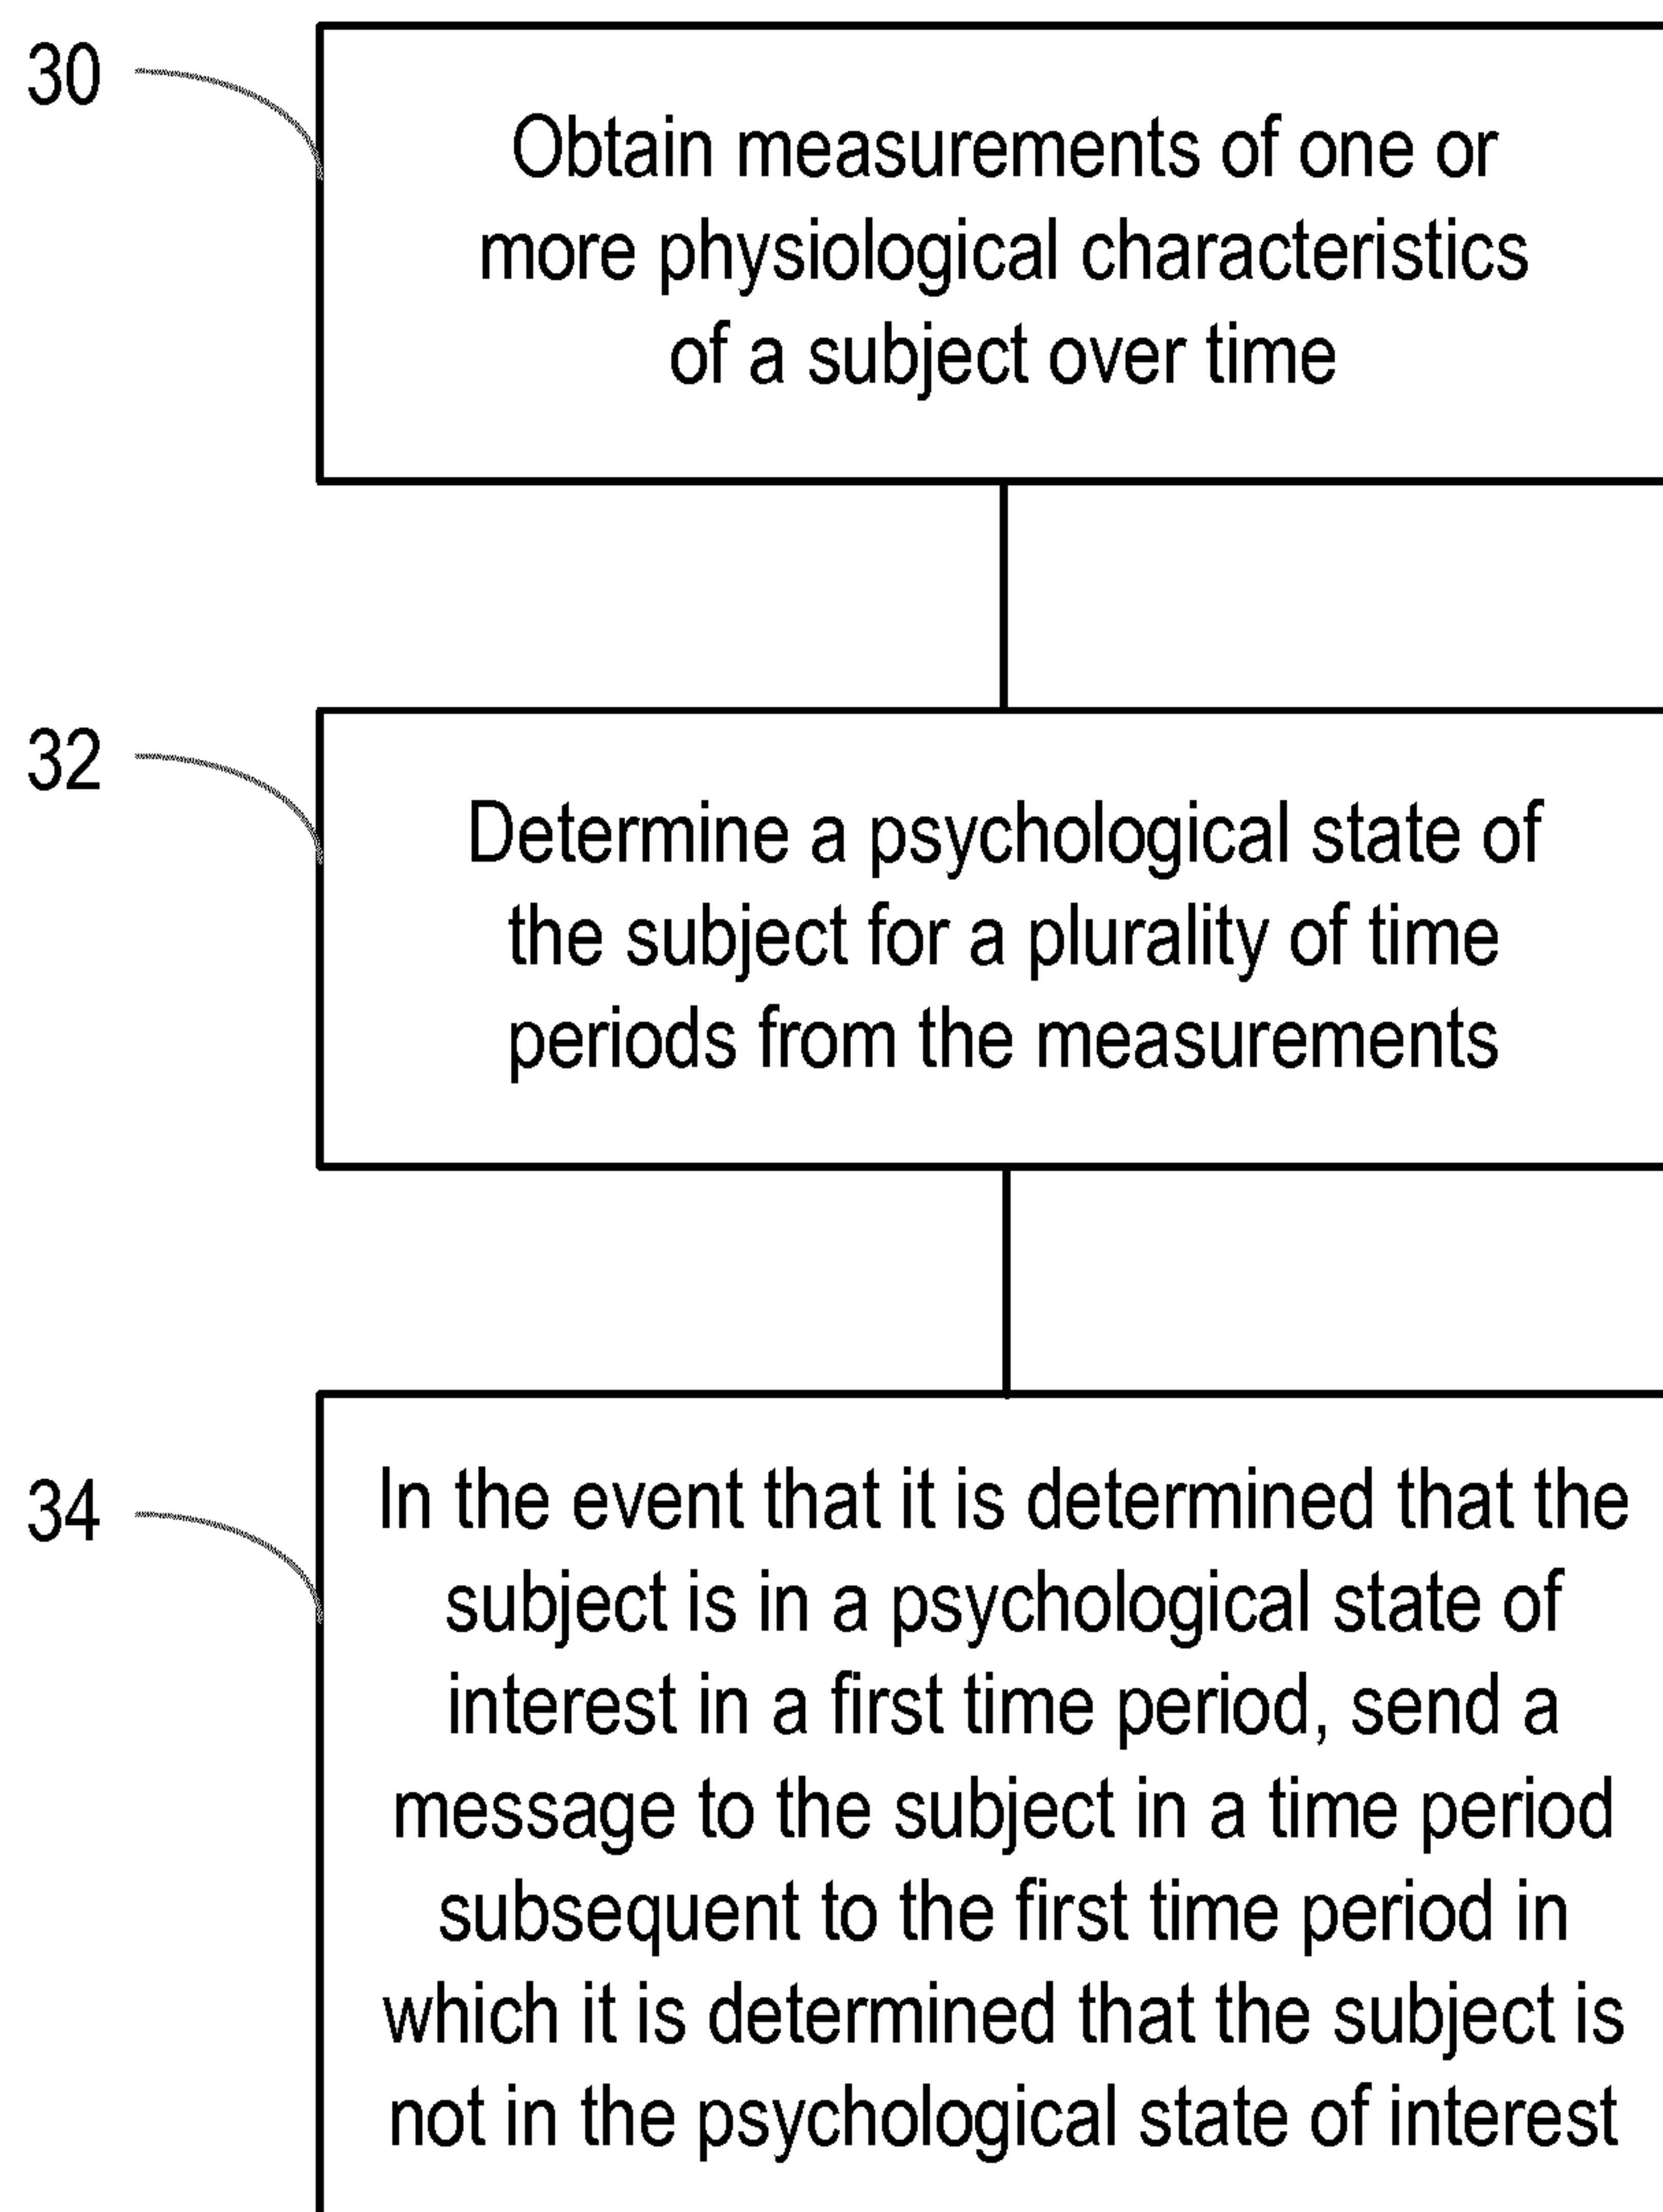 30
Obtain measurements of one or
more physiological characteristics
of a subject over time
32
Determine a psychological state of
the subject for a plurality of time
periods from the measurements
34
In the event that it is determined that the
subject is in a psychological state of
interest in a first time period, send a
message to the subject in a time period
subsequent to the first time period in
which it is determined that the subject is
not in the psychological state of interest